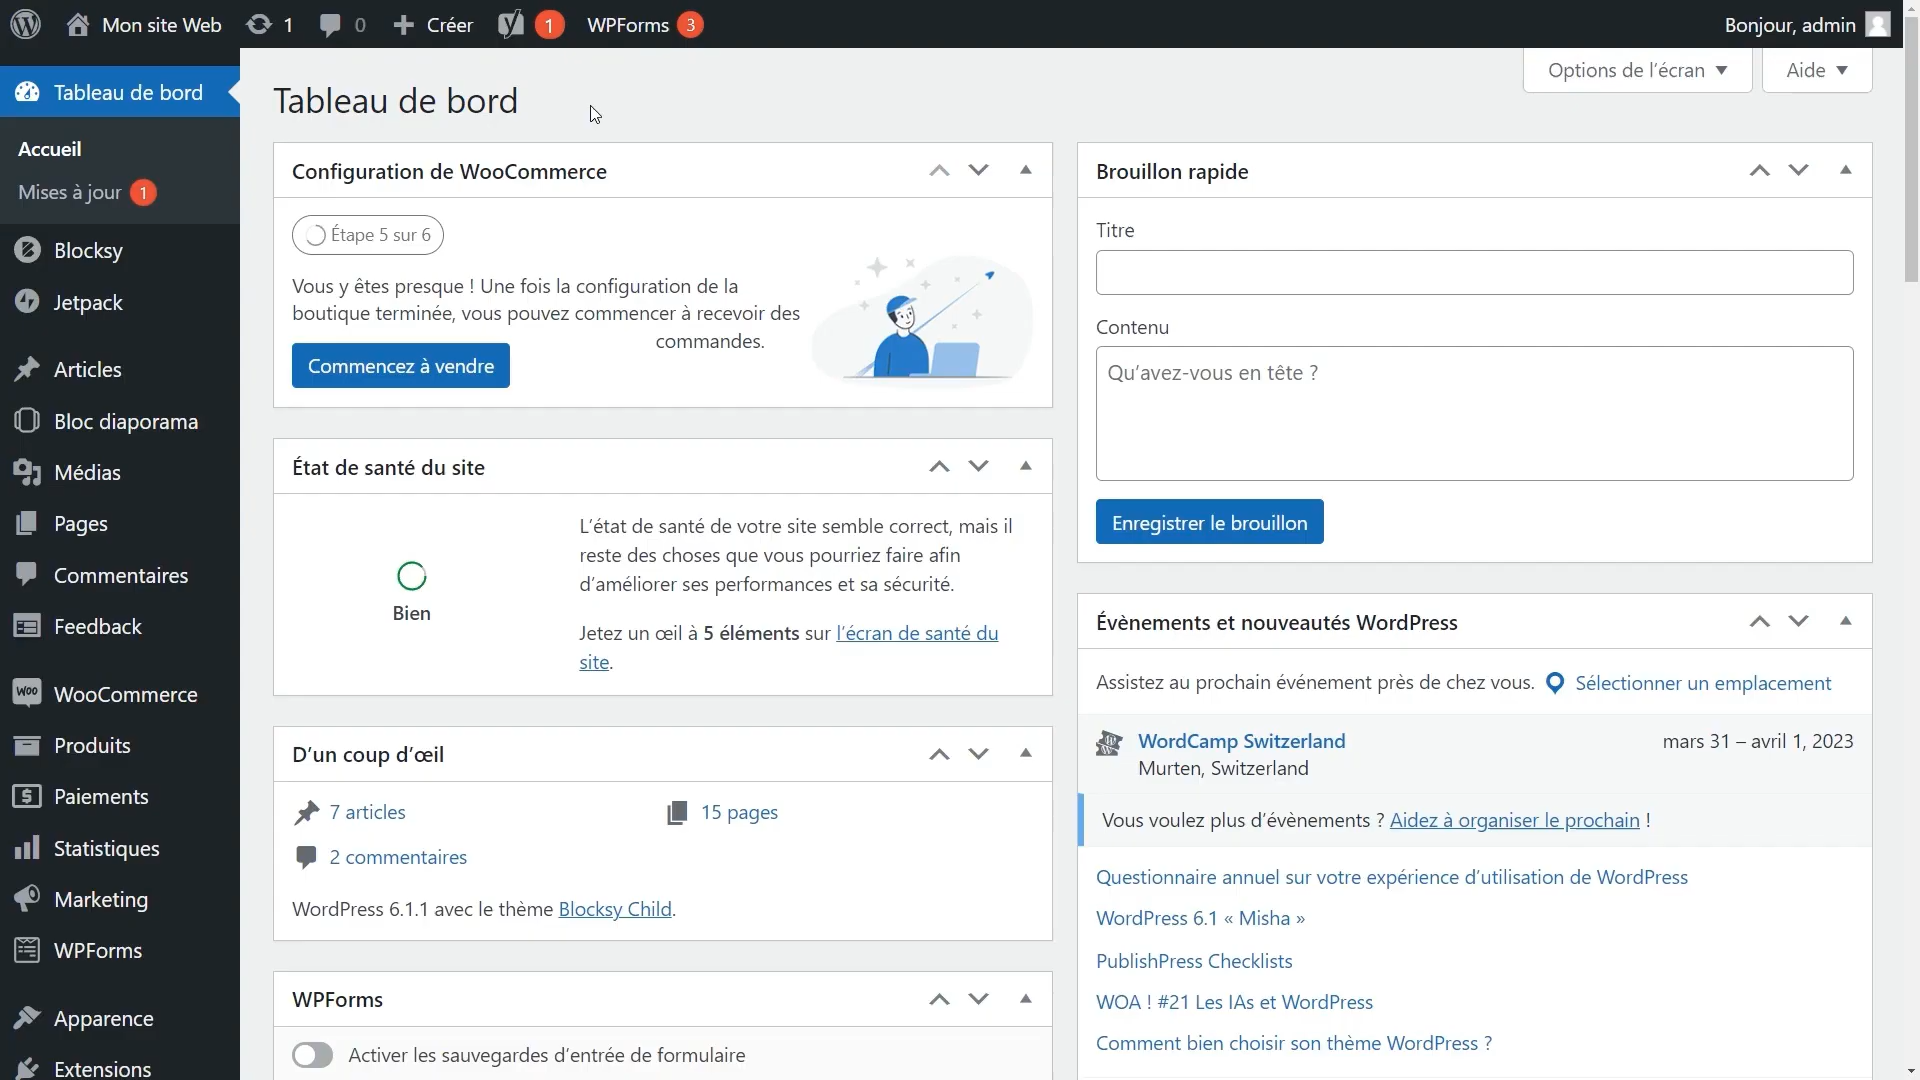 Mon site Web 1 0 Créer 1 WPForms 3 Bonjour, admin
Options de l'écran Aide
Tableau de bord
Accueil
Mises à jour 1
Blocksy
Jetpack
Articles
Bloc diaporama
Médias
Pages
Commentaires
Feedback
WooCommerce
Produits
Paiements
Statistiques
Marketing
WPForms
Apparence
Extensions
Tableau de bord
Configuration de WooCommerce
Étape 5 sur 6
Vous y êtes presque ! Une fois la configuration de la
boutique terminée, vous pouvez commencer à recevoir des
commandes.
Commencez à vendre
État de santé du site
Bien
L'état de santé de votre site semble correct, mais il
reste des choses que vous pourriez faire afin
d'améliorer ses performances et sa sécurité.
Jetez un œil à 5 éléments sur l'écran de santé du
site.
D'un coup d'œil
7 articles
15 pages
2 commentaires
WordPress 6.1.1 avec le thème Blocksy Child.
WPForms
Activer les sauvegardes d'entrée de formulaire
Brouillon rapide
Titre
Contenu
Qu'avez-vous en tête ?
Enregistrer le brouillon
Évènements et nouveautés WordPress
Assistez au prochain événement près de chez vous. Sélectionner un emplacement
WordCamp Switzerland mars 31 – avril 1, 2023
Murten, Switzerland
Vous voulez plus d'évènements ? Aidez à organiser le prochain !
Questionnaire annuel sur votre expérience d'utilisation de WordPress
WordPress 6.1 « Misha »
PublishPress Checklists
WOA ! #21 Les IAs et WordPress
Comment bien choisir son thème WordPress ?